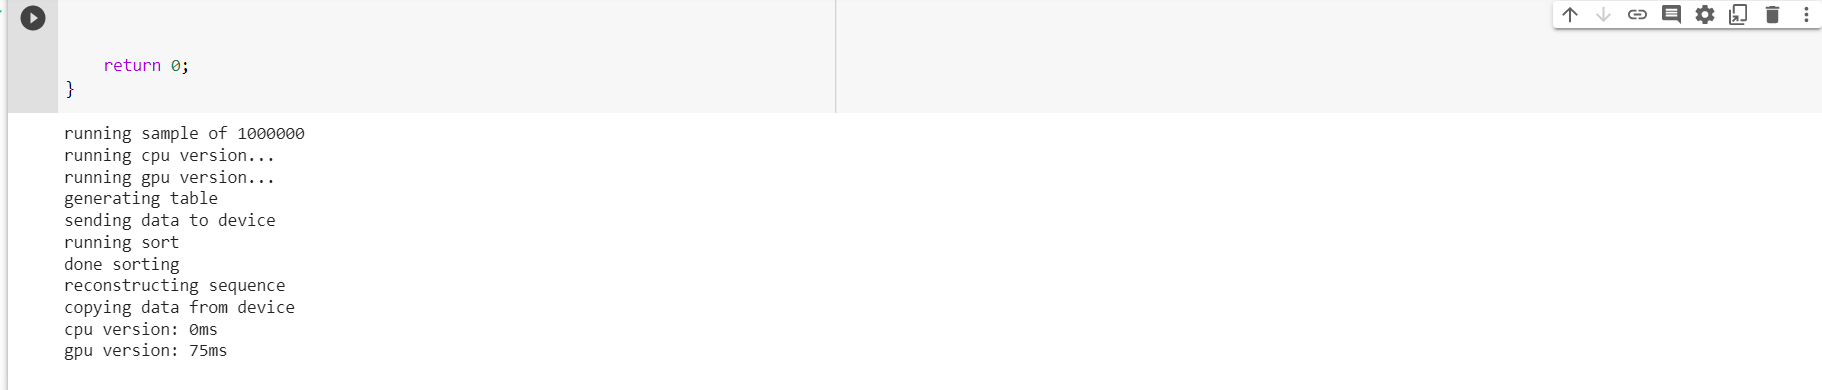 return 0;
}
running sample of 1000000
running cpu version...
running gpu version...
generating table
sending data to device
running sort
done sorting
reconstructing sequence
copying data from device
cpu version: 0ms
gpu version: 75ms